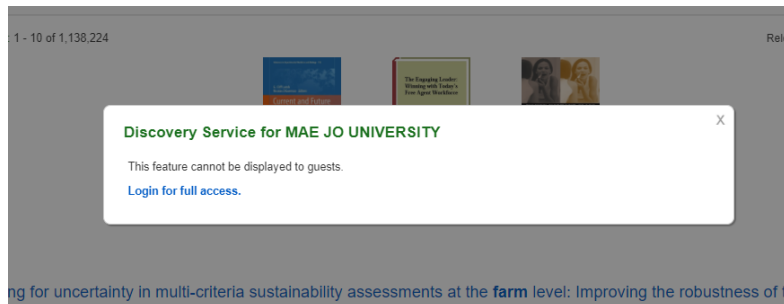 1 - 10 of 1,138,224
Rel
The Engaging Leader:
Winning with Today's
Free Agent Workforce
Current and Future
Discovery Service for MAE JO UNIVERSITY
X
This feature cannot be displayed to guests.
Login for full access.
ng for uncertainty in multi-criteria sustainability assessments at the farm level: Improving the robustness of